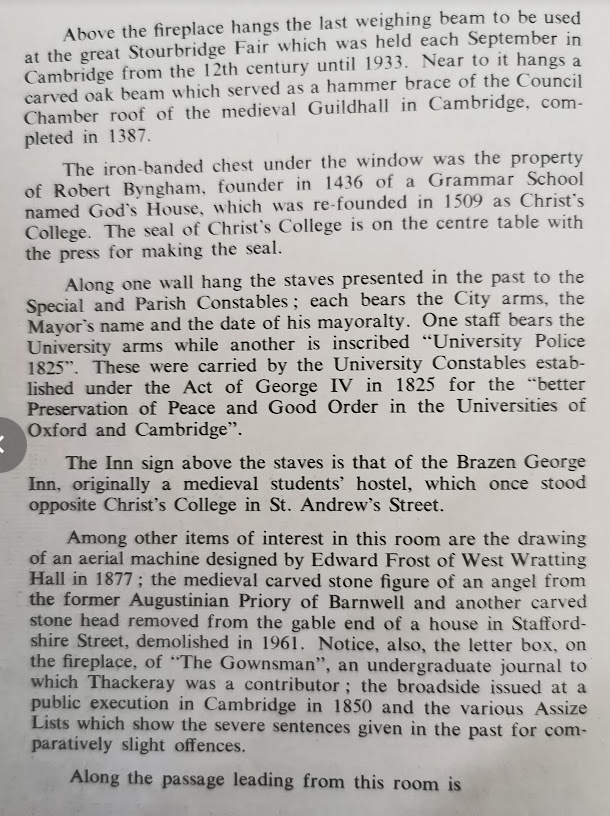 Above the fireplace hangs the last weighing beam to be used
at the great Stourbridge Fair which was held each September in
Cambridge from the 12th century until 1933. Near to it hangs a
carved oak beam which served as a hammer brace of the Council
Chamber roof of the medieval Guildhall in Cambridge, com-
pleted in 1387.
The iron-banded chest under the window was the property
of Robert Byngham, founder in 1436 of a Grammar School
named God's House, which was re-founded in 1509 as Christ's
College. The seal of Christ's College is on the centre table with
the press for making the seal.
Along one wall hang the staves presented in the past to the
Special and Parish Constables; each bears the City arms, the
Mayor's name and the date of his mayoralty. One staff bears the
University arms while another is inscribed "University Police
1825". These were carried by the University Constables estab-
lished under the Act of George IV in 1825 for the "better
Preservation of Peace and Good Order in the Universities of
Oxford and Cambridge".
The Inn sign above the staves is that of the Brazen George
Inn, originally a medieval students' hostel, which once stood
opposite Christ's College in St. Andrew's Street.
Among other items of interest in this room are the drawing
of an aerial machine designed by Edward Frost of West Wratting
Hall in 1877; the medieval carved stone figure of an angel from
the former Augustinian Priory of Barnwell and another carved
stone head removed from the gable end of a house in Stafford-
shire Street, demolished in 1961. Notice, also, the letter box, on
the fireplace, of "The Gownsman", an undergraduate journal to
which Thackeray was a contributor; the broadside issued at a
public execution in Cambridge in 1850 and the various Assize
Lists which show the severe sentences given in the past for com-
paratively slight offences.
Along the passage leading from this room is